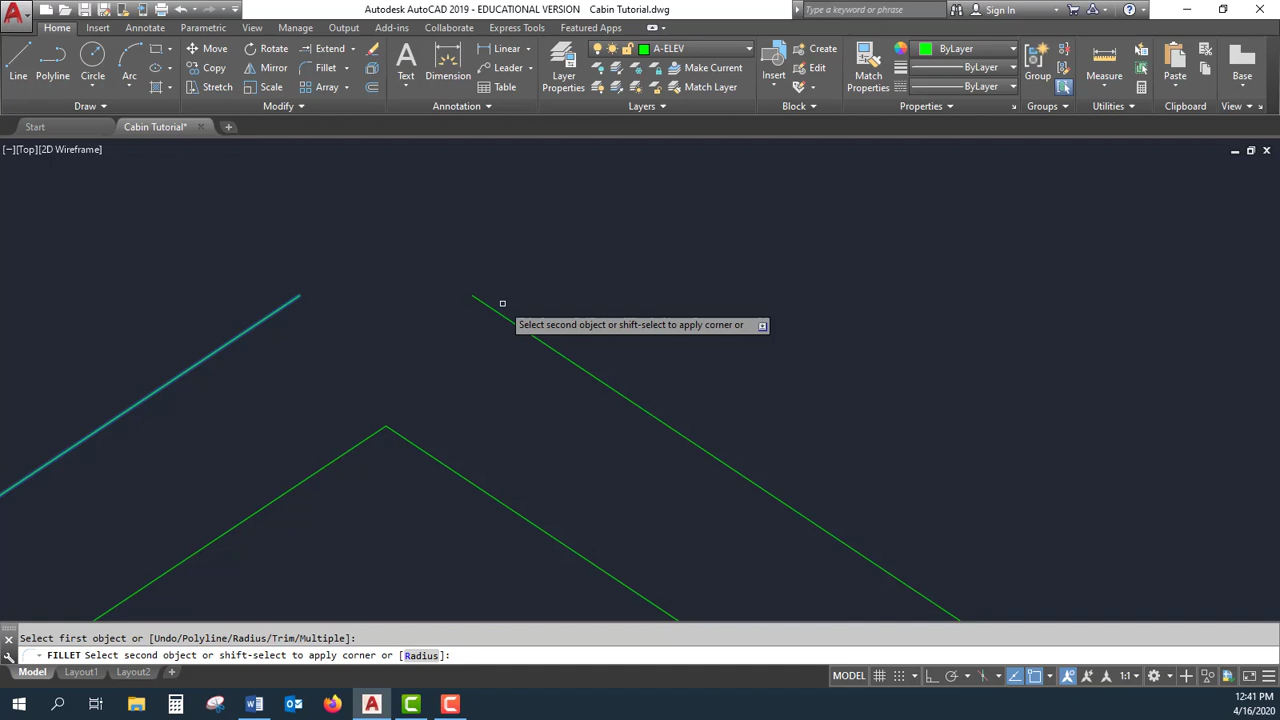 Autodesk AutoCAD 2019 - EDUCATIONAL VERSION Cabin Tutorial.dwg
Type a keyword or phrase
Sign In
Home Insert Annotate Parametric View Manage Output Add-ins Collaborate Express Tools Featured Apps
Line Polyline Circle Arc
Move Rotate Extend
Copy Mirror Fillet
Stretch Scale Array
Text Dimension
Linear
Leader
Table
Layer Properties
A-ELEV
Make Current
Match Layer
Insert
Create
Edit
Match Properties
ByLayer
ByLayer
ByLayer
Group
Measure
Paste
Base
Draw Modify Annotation Layers Block Properties Groups Utilities Clipboard View
Start Cabin Tutorial*
[−][Top][2D Wireframe]
Select second object or shift-select to apply corner or
Select first object or [Undo/Polyline/Radius/Trim/Multiple]:
FILLET Select second object or shift-select to apply corner or [Radius]:
Model Layout1 Layout2 +
MODEL 1:1
12:41 PM
4/16/2020